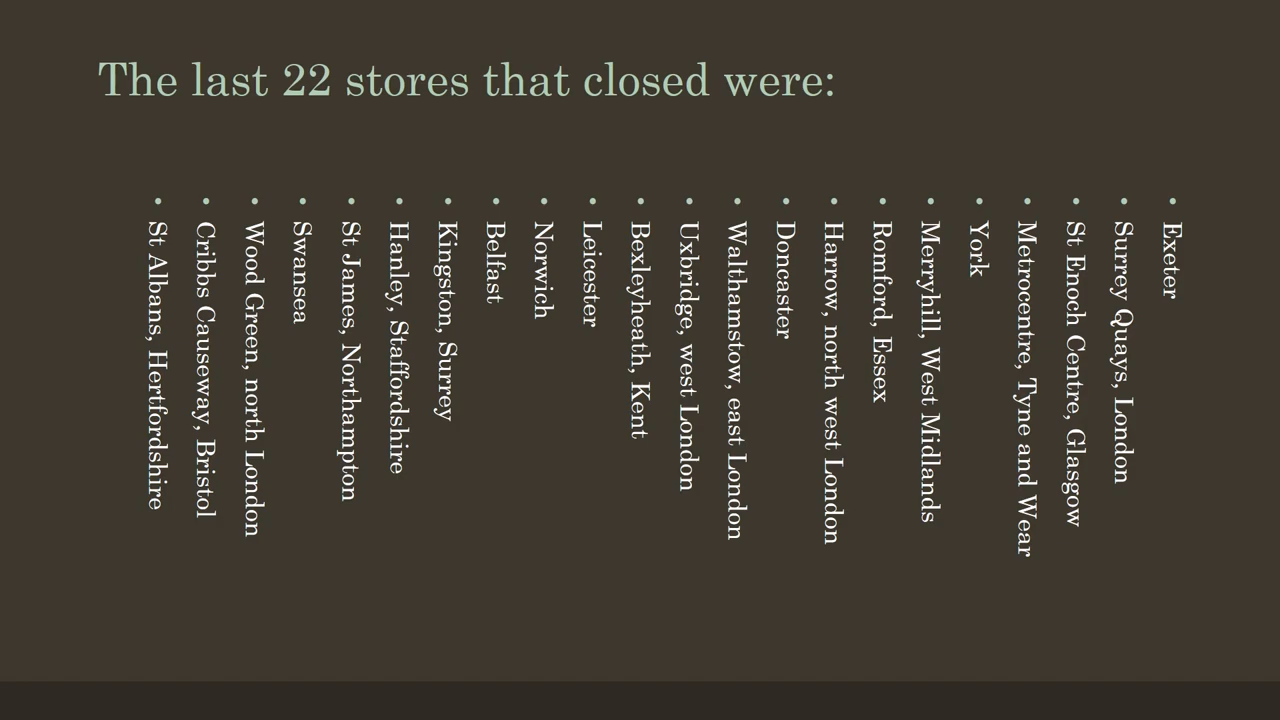 The last 22 stores that closed were:
• Exeter
• Surrey Quays, London
• St Enoch Centre, Glasgow
• Metrocentre, Tyne and Wear
• York
• Merryhill, West Midlands
• Romford, Essex
• Harrow, north west London
• Doncaster
• Walthamstow, east London
• Uxbridge, west London
• Bexleyheath, Kent
• Leicester
• Norwich
• Belfast
• Kingston, Surrey
• Hanley, Staffordshire
• St James, Northampton
• Swansea
• Wood Green, north London
• Cribbs Causeway, Bristol
• St Albans, Hertfordshire